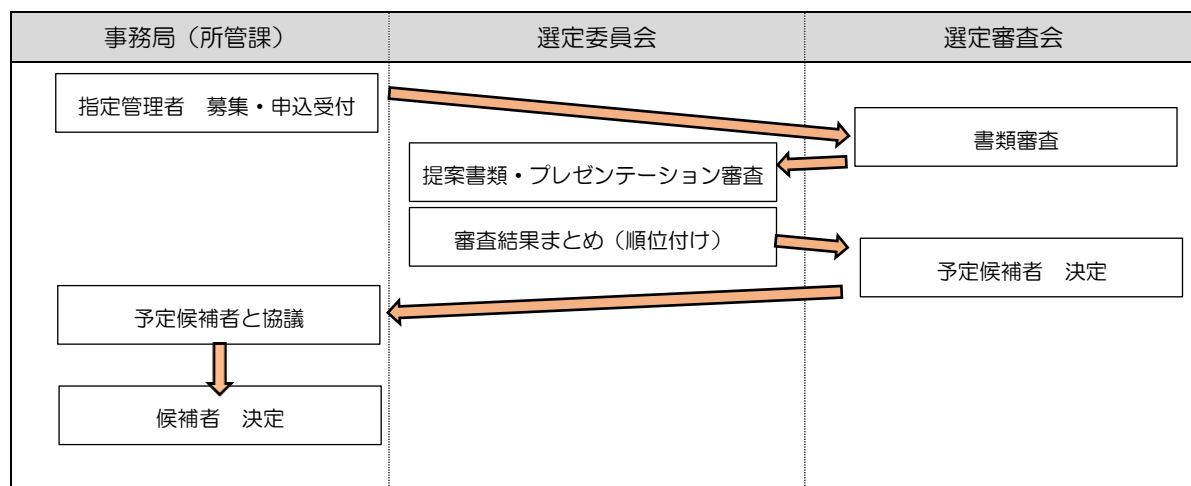 事務局（所管課）
選定委員会
選定審査会
指定管理者　募集・申込受付
書類審査
提案書類・プレゼンテーション審査
審査結果まとめ（順位付け）
予定候補者　決定
予定候補者と協議
候補者　決定